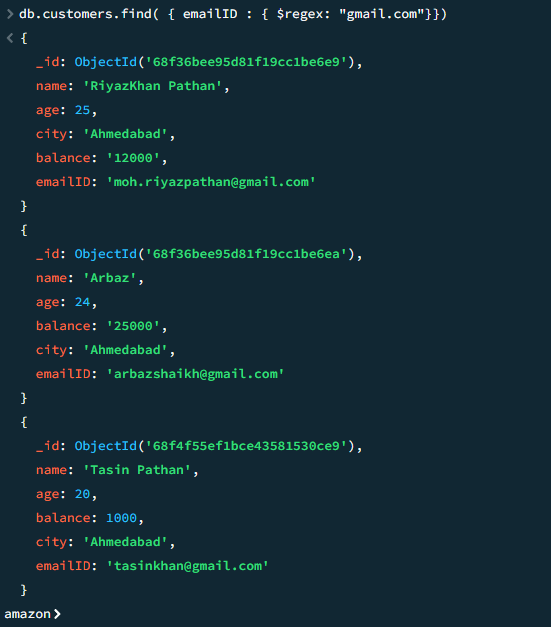 > db.customers.find( { emailID : { $regex: "gmail.com"}})
< {
_id: ObjectId('68f36bee95d81f19cc1be6e9'),
name: 'RiyazKhan Pathan',
age: 25,
city: 'Ahmedabad',
balance: '12000',
emailID: 'moh.riyazpathan@gmail.com'
}
{
_id: ObjectId('68f36bee95d81f19cc1be6ea'),
name: 'Arbaz',
age: 24,
balance: '25000',
city: 'Ahmedabad',
emailID: 'arbazshaikh@gmail.com'
}
{
_id: ObjectId('68f4f55ef1bce43581530ce9'),
name: 'Tasin Pathan',
age: 20,
balance: 1000,
city: 'Ahmedabad',
emailID: 'tasinkhan@gmail.com'
}
amazon>